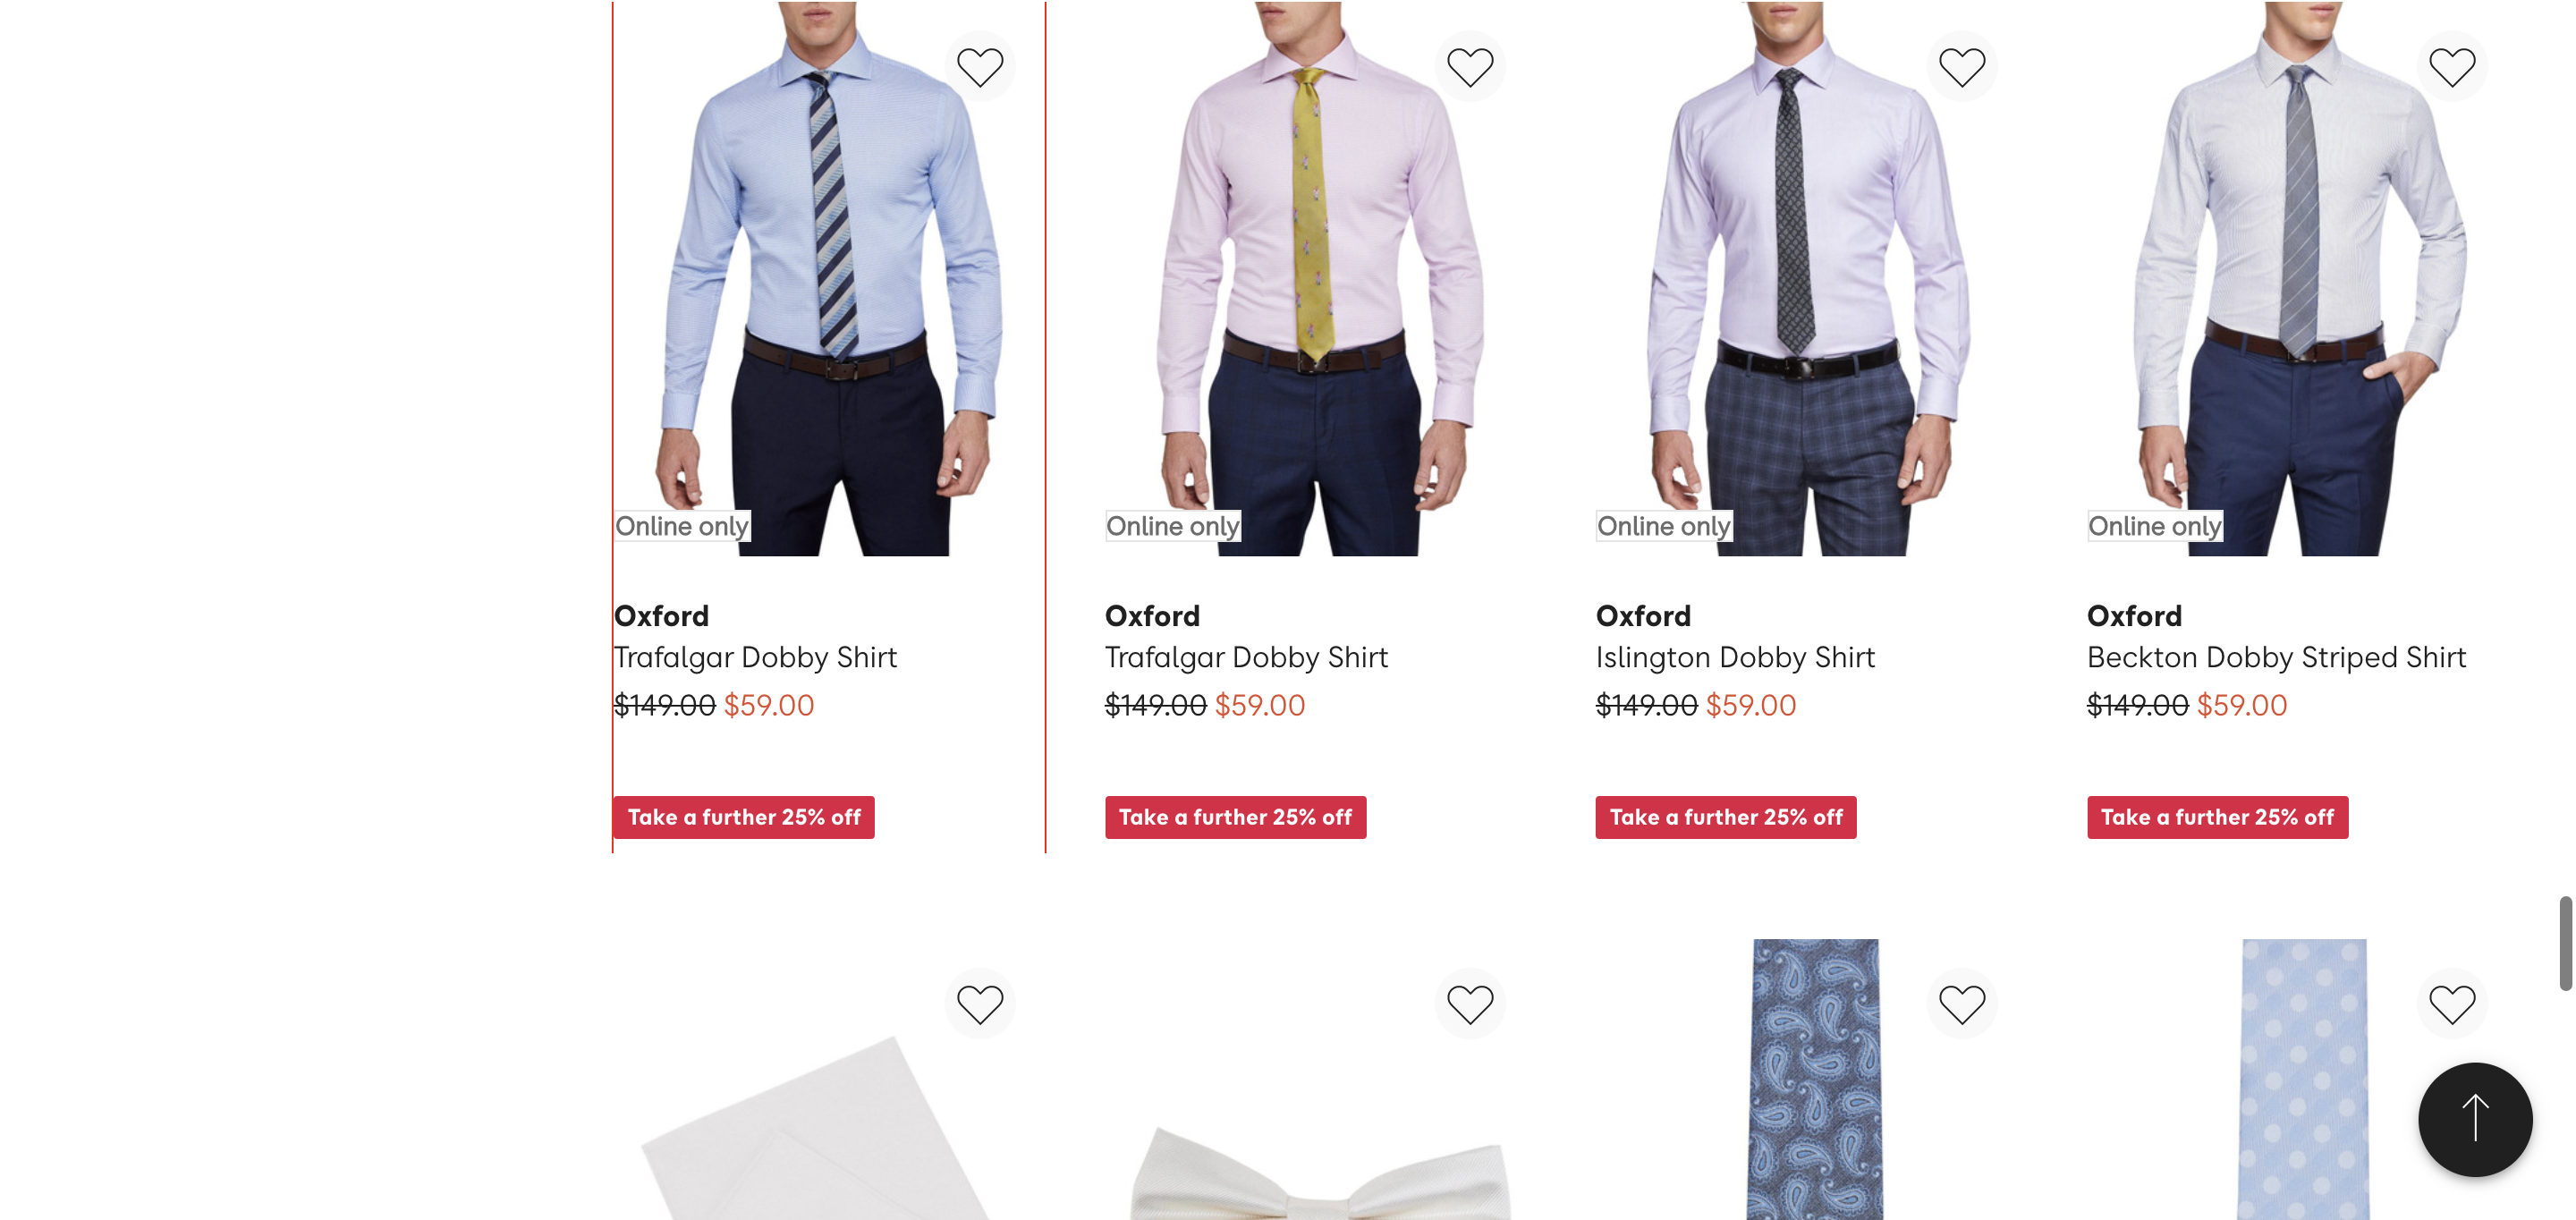 Online only
Oxford
Trafalgar Dobby Shirt
$149.00 $59.00
Take a further 25% off
Online only
Oxford
Trafalgar Dobby Shirt
$149.00 $59.00
Take a further 25% off
Online only
Oxford
Islington Dobby Shirt
$149.00 $59.00
Take a further 25% off
Online only
Oxford
Beckton Dobby Striped Shirt
$149.00 $59.00
Take a further 25% off